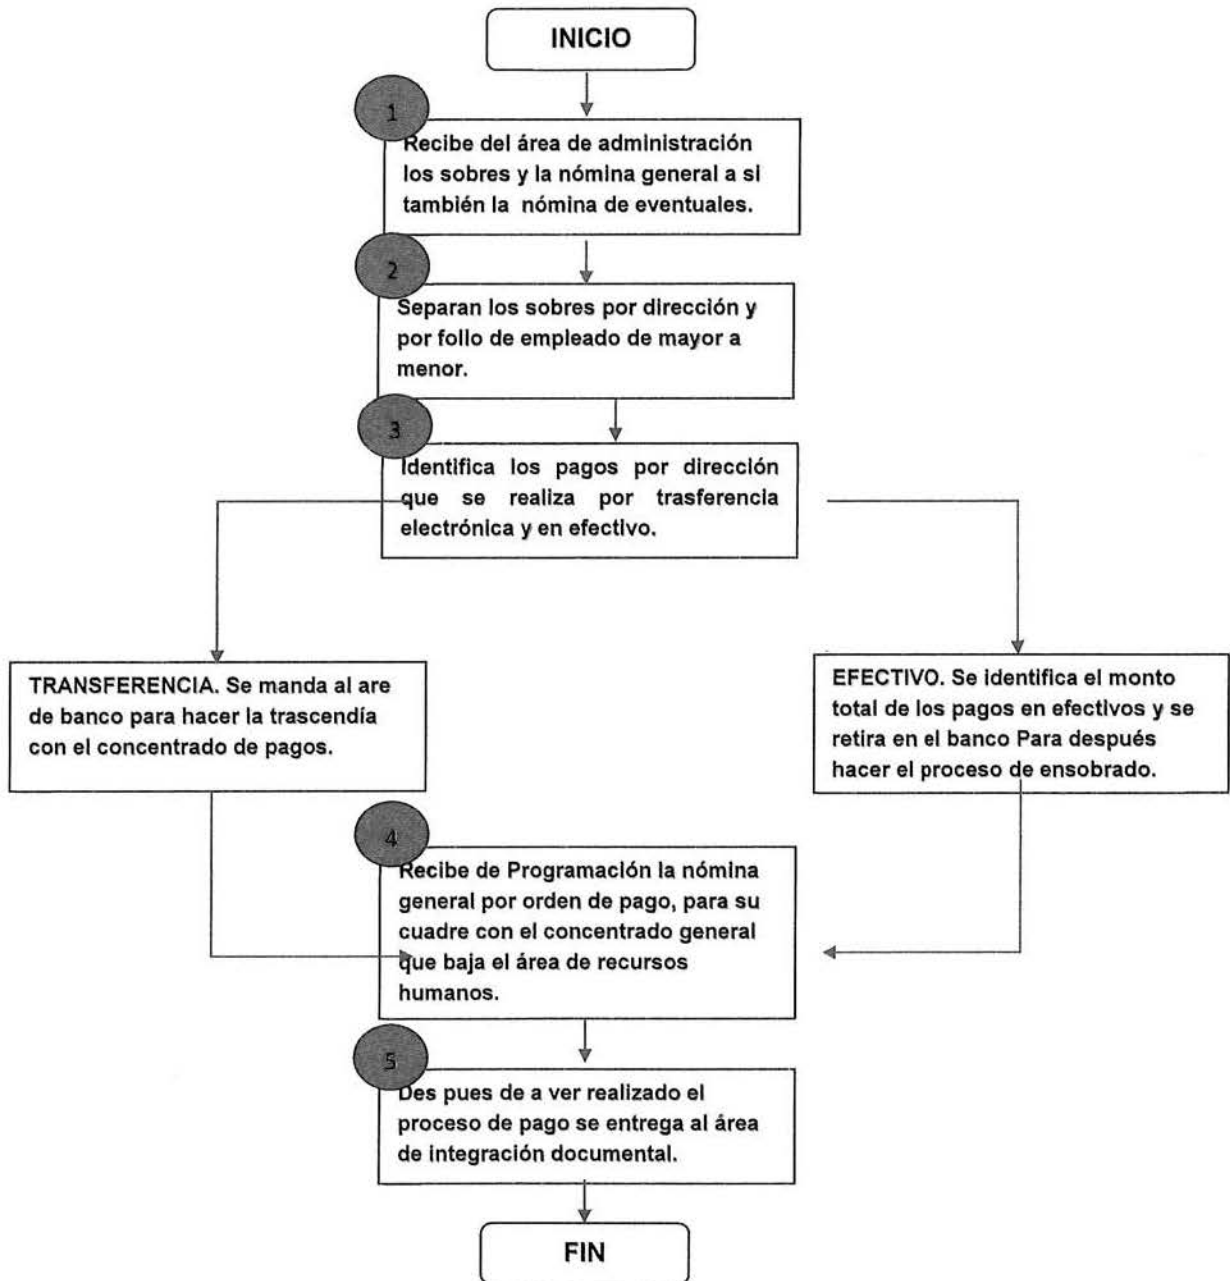 INICIO
1
Recibe del área de administración
los sobres y la nómina general a si
también la nómina de eventuales.
2
Separan los sobres por dirección y
por follo de empleado de mayor a
menor.
3
Identifica los pagos por dirección
que se realiza por trasferencia
electrónica y en efectivo.
TRANSFERENCIA. Se manda al are
de banco para hacer la trascendía
con el concentrado de pagos.
EFECTIVO. Se identifica el monto
total de los pagos en efectivos y se
retira en el banco Para después
hacer el proceso de ensobrado.
4
Recibe de Programación la nómina
general por orden de pago, para su
cuadre con el concentrado general
que baja el área de recursos
humanos.
5
Des pues de a ver realizado el
proceso de pago se entrega al área
de integración documental.
FIN